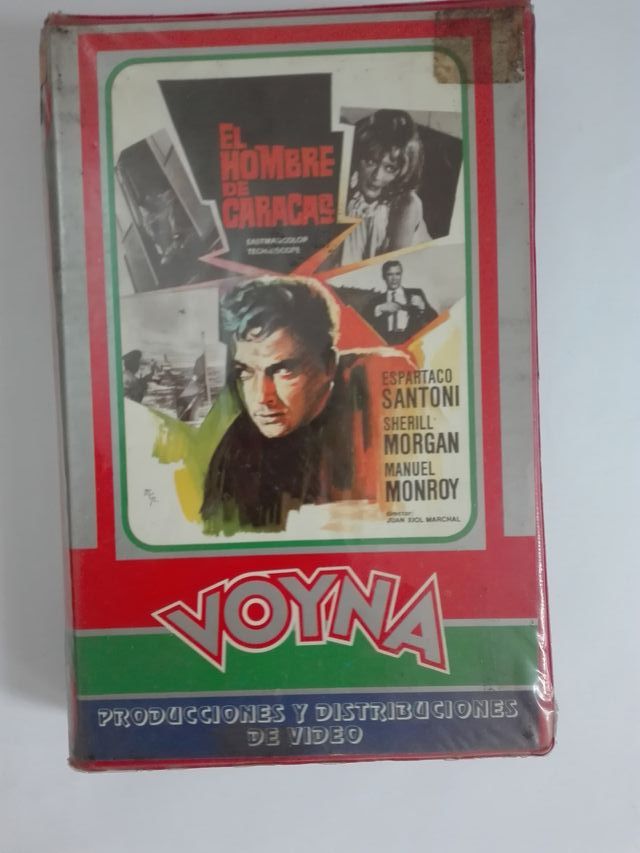 EL
HOMBRE
DE
CARACAS
EASTMANCOLOR
TECHNISCOPE
ESPARTACO
SANTONI
SHERILL
MORGAN
MANUEL
MONROY
director:
JUAN XIOL MARCHAL
VOYNA
PRODUCCIONES Y DISTRIBUCIONES
DE VIDEO